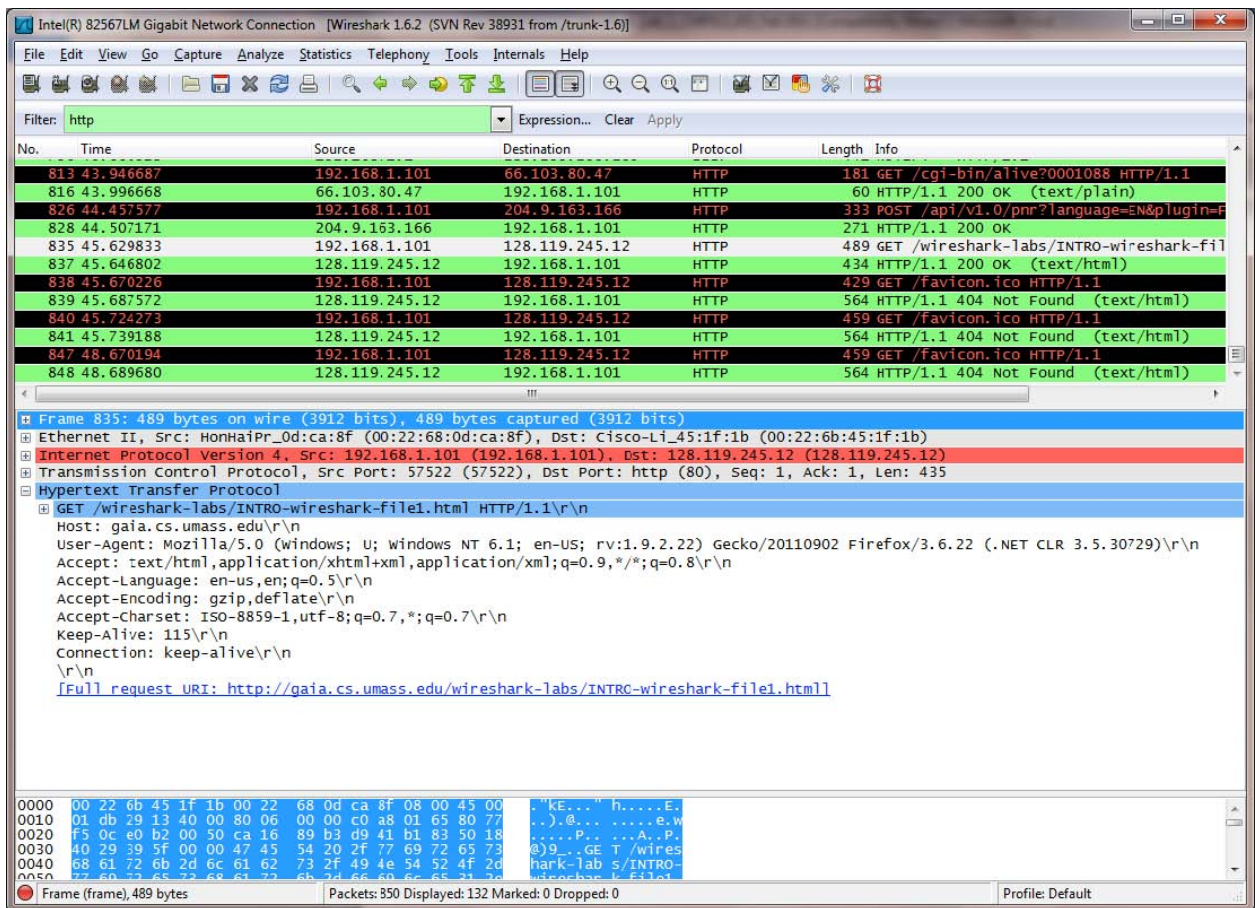 Intel(R) 82567LM Gigabit Network Connection [Wireshark 1.6.2 (SVN Rev 38931 from /trunk-1.6)]
File Edit View Go Capture Analyze Statistics Telephony Tools Internals Help
Filter: http Expression... Clear Apply
No. Time Source Destination Protocol Length Info
813 43.946687 192.168.1.101 66.103.80.47 HTTP 181 GET /cgi-bin/alive?0001088 HTTP/1.1
816 43.996668 66.103.80.47 192.168.1.101 HTTP 60 HTTP/1.1 200 OK (text/plain)
826 44.457577 192.168.1.101 204.9.163.166 HTTP 333 POST /api/v1.0/pnr?language=EN&plugin=F
828 44.507171 204.9.163.166 192.168.1.101 HTTP 271 HTTP/1.1 200 OK
835 45.629833 192.168.1.101 128.119.245.12 HTTP 489 GET /wireshark-labs/INTRO-wireshark-fil
837 45.646802 128.119.245.12 192.168.1.101 HTTP 434 HTTP/1.1 200 OK (text/html)
838 45.670226 192.168.1.101 128.119.245.12 HTTP 429 GET /favicon.ico HTTP/1.1
839 45.687572 128.119.245.12 192.168.1.101 HTTP 564 HTTP/1.1 404 Not Found (text/html)
840 45.724273 192.168.1.101 128.119.245.12 HTTP 459 GET /favicon.ico HTTP/1.1
841 45.739188 128.119.245.12 192.168.1.101 HTTP 564 HTTP/1.1 404 Not Found (text/html)
847 48.670194 192.168.1.101 128.119.245.12 HTTP 459 GET /favicon.ico HTTP/1.1
848 48.689680 128.119.245.12 192.168.1.101 HTTP 564 HTTP/1.1 404 Not Found (text/html)
Frame 835: 489 bytes on wire (3912 bits), 489 bytes captured (3912 bits)
Ethernet II, Src: HonHaiPr_0d:ca:8f (00:22:68:0d:ca:8f), Dst: Cisco-Li_45:1f:1b (00:22:6b:45:1f:1b)
Internet Protocol Version 4, Src: 192.168.1.101 (192.168.1.101), Dst: 128.119.245.12 (128.119.245.12)
Transmission Control Protocol, Src Port: 57522 (57522), Dst Port: http (80), Seq: 1, Ack: 1, Len: 435
Hypertext Transfer Protocol
GET /wireshark-labs/INTRO-wireshark-file1.html HTTP/1.1\r\n
Host: gaia.cs.umass.edu\r\n
User-Agent: Mozilla/5.0 (Windows; U; Windows NT 6.1; en-US; rv:1.9.2.22) Gecko/20110902 Firefox/3.6.22 (.NET CLR 3.5.30729)\r\n
Accept: text/html,application/xhtml+xml,application/xml;q=0.9,*/*;q=0.8\r\n
Accept-Language: en-us,en;q=0.5\r\n
Accept-Encoding: gzip,deflate\r\n
Accept-Charset: ISO-8859-1,utf-8;q=0.7,*;q=0.7\r\n
Keep-Alive: 115\r\n
Connection: keep-alive\r\n
\r\n
[Full request URI: http://gaia.cs.umass.edu/wireshark-labs/INTRO-wireshark-file1.html]
0000 00 22 6b 45 1f 1b 00 22 68 0d ca 8f 08 00 45 00 ."kE..." h.....E.
0010 01 db 29 13 40 00 80 06 00 00 c0 a8 01 65 80 77 ..).@... .....e.w
0020 f5 0c e0 b2 00 50 ca 16 89 b3 d9 41 b1 83 50 18 .....P.. ...A..P.
0030 40 29 39 5f 00 00 47 45 54 20 2f 77 69 72 65 73 @)9_..GE T /wires
0040 68 61 72 6b 2d 6c 61 62 73 2f 49 4e 54 52 4f 2d hark-lab s/INTRO-
0050 77 69 72 65 73 68 61 72 6b 2d 66 69 6c 65 31 2e wireshar k-file1.
Frame (frame), 489 bytes Packets: 850 Displayed: 132 Marked: 0 Dropped: 0 Profile: Default